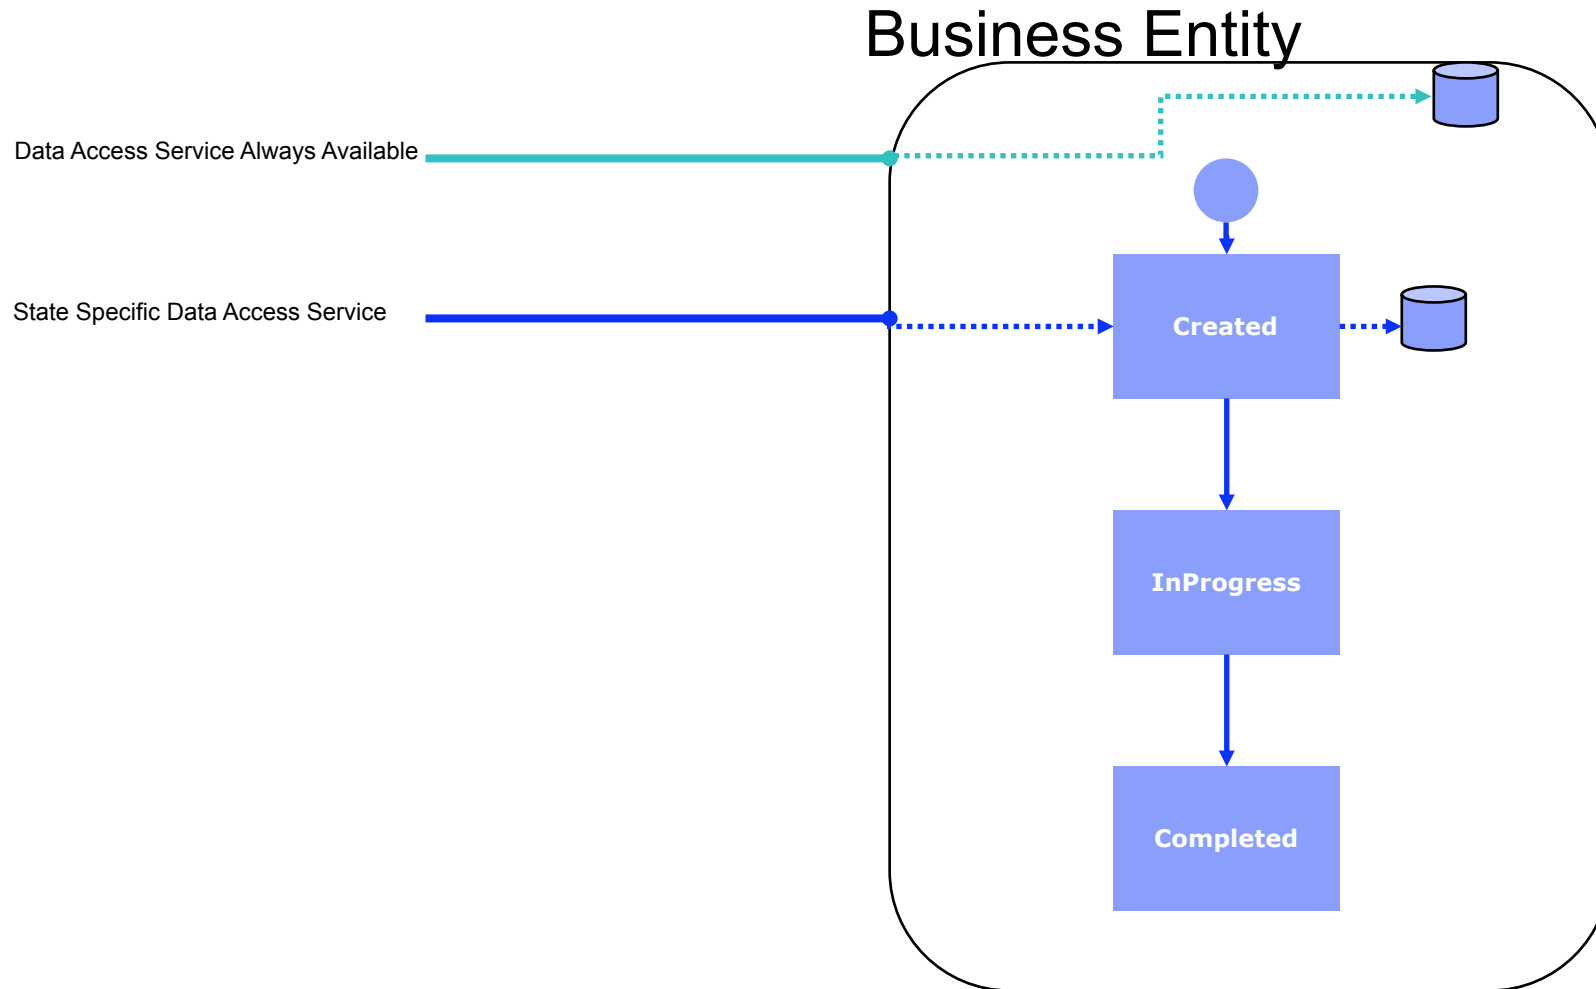 Business Entity
Data Access Service Always Available
State Specific Data Access Service
Created
InProgress
Completed